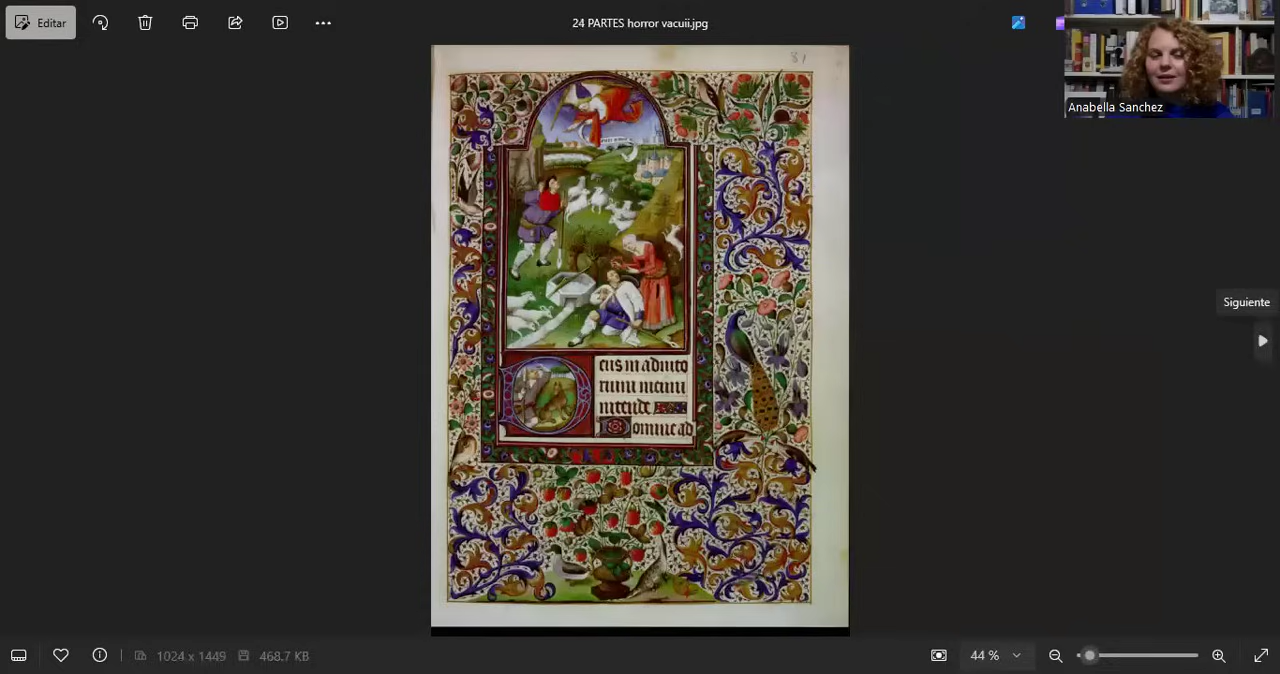 Editar
24 PARTES horror vacuii.jpg
Anabella Sanchez
Siguiente
eus in adiuto
rium meum
intende
Domine ad
1024 x 1449
468.7 KB
44 %